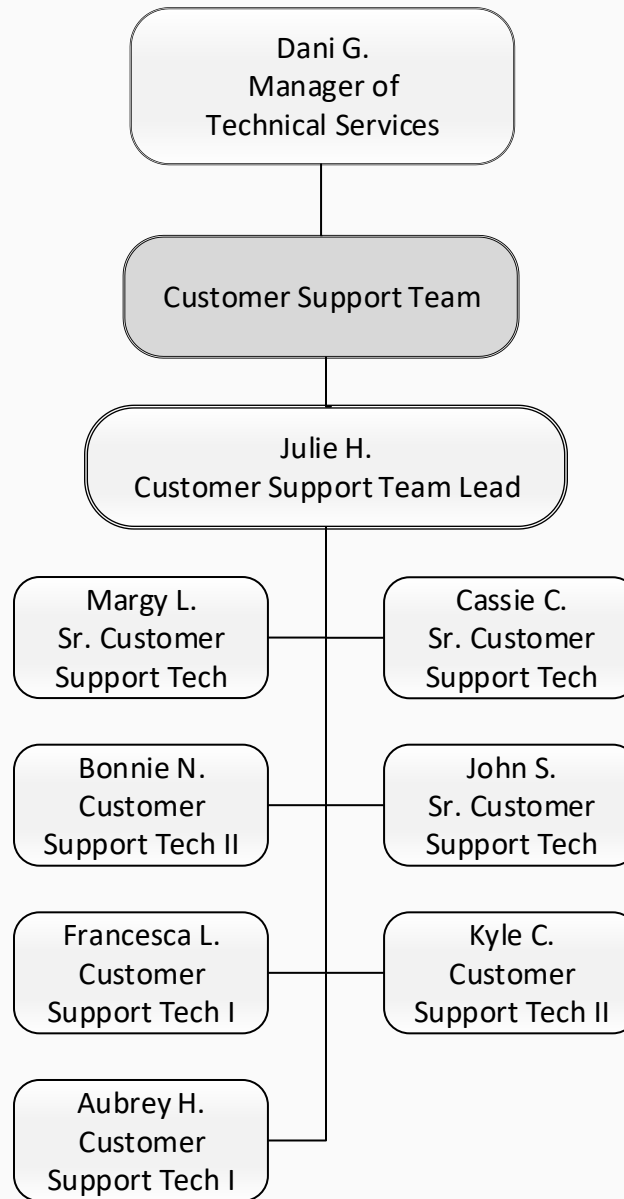 Dani G.
Manager of
Technical Services
Customer Support Team
Julie H.
Customer Support Team Lead
Margy L.
Sr. Customer
Support Tech
Cassie C.
Sr. Customer
Support Tech
Bonnie N.
Customer
Support Tech II
John S.
Sr. Customer
Support Tech
Francesca L.
Customer
Support Tech I
Kyle C.
Customer
Support Tech II
Aubrey H.
Customer
Support Tech I